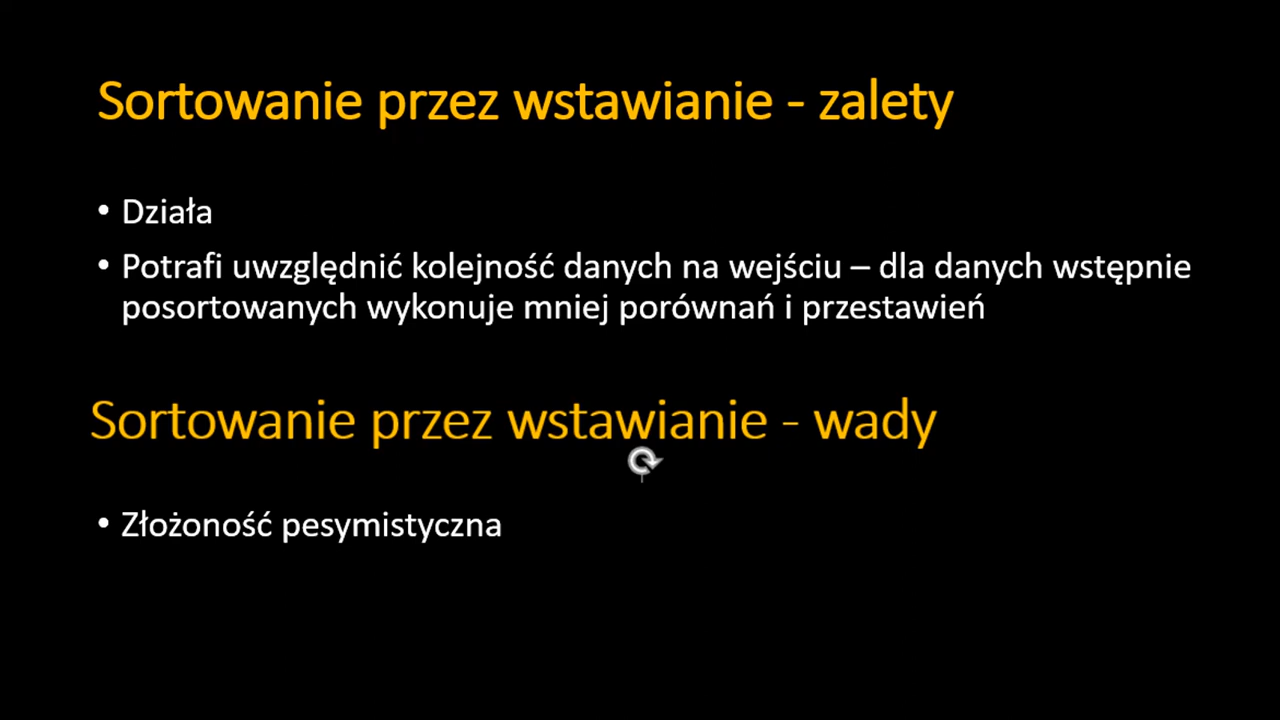 Sortowanie przez wstawianie - zalety
• Działa
• Potrafi uwzględnić kolejność danych na wejściu – dla danych wstępnie
posortowanych wykonuje mniej porównań i przestawień
Sortowanie przez wstawianie - wady
• Złożoność pesymistyczna